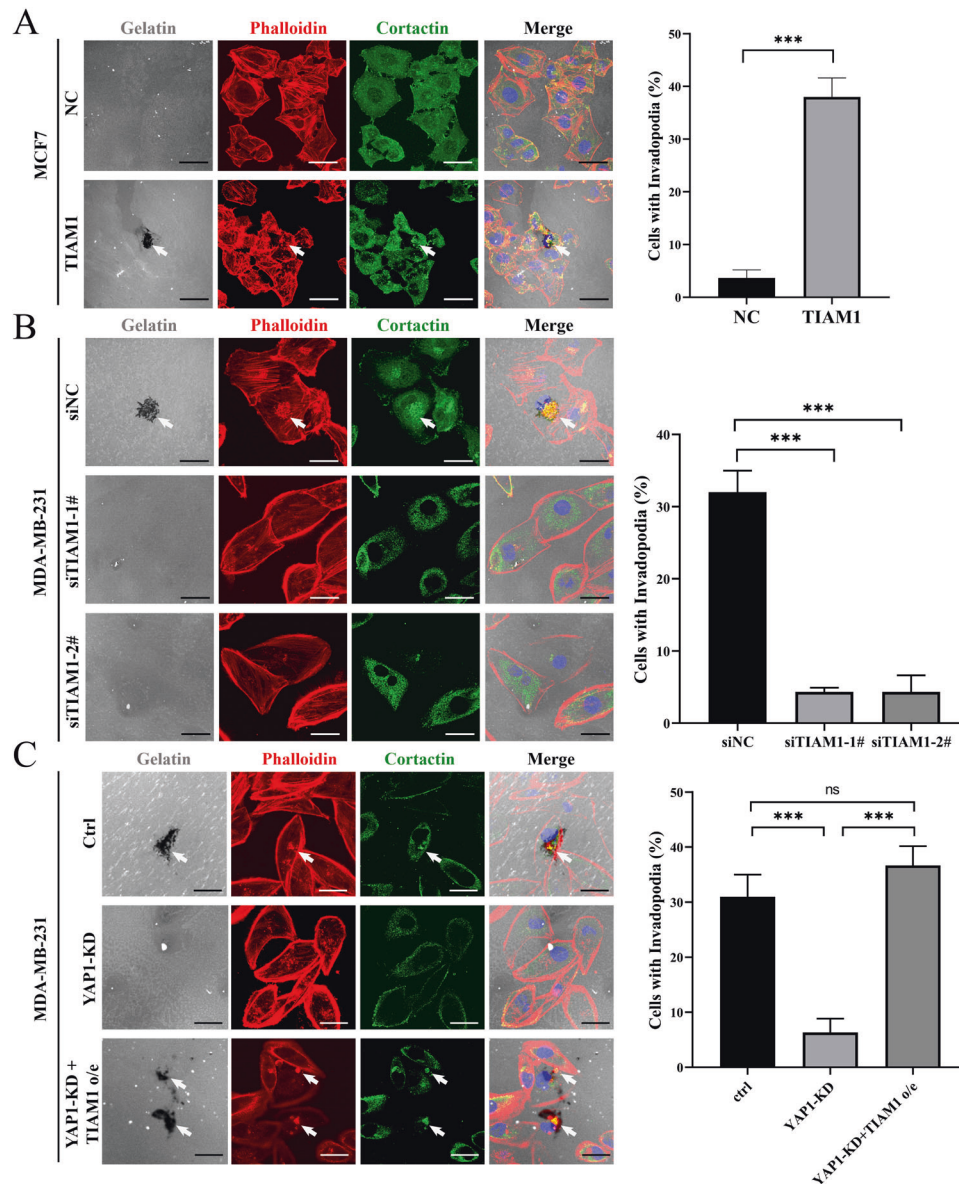 A
Gelatin Phalloidin Cortactin Merge
MCF7
NC
TIAM1
Cells with Invadopodia (%)
50
40
30
20
10
0
***
NC TIAM1
B
Gelatin Phalloidin Cortactin Merge
MDA-MB-231
siNC
siTIAM1-1#
siTIAM1-2#
Cells with Invadopodia (%)
40
30
20
10
0
***
***
siNC siTIAM1-1# siTIAM1-2#
C
Gelatin Phalloidin Cortactin Merge
MDA-MB-231
Ctrl
YAP1-KD
YAP1-KD +
TIAM1 o/e
Cells with Invadopodia (%)
50
40
30
20
10
0
ns
*** ***
ctrl
YAP1-KD
YAP1-KD+TIAM1 o/e